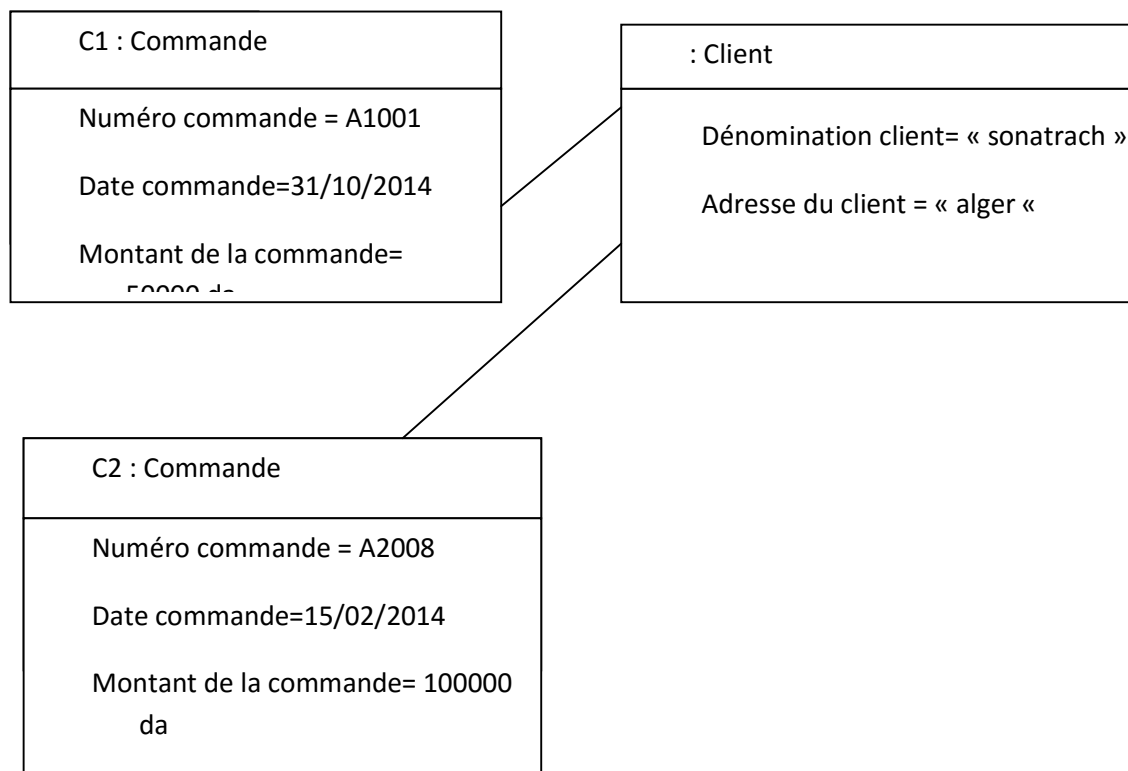 C1 : Commande
Numéro commande = A1001
Date commande=31/10/2014
Montant de la commande=
50000 da
: Client
Dénomination client= « sonatrach »
Adresse du client = « alger «
C2 : Commande
Numéro commande = A2008
Date commande=15/02/2014
Montant de la commande= 100000
da